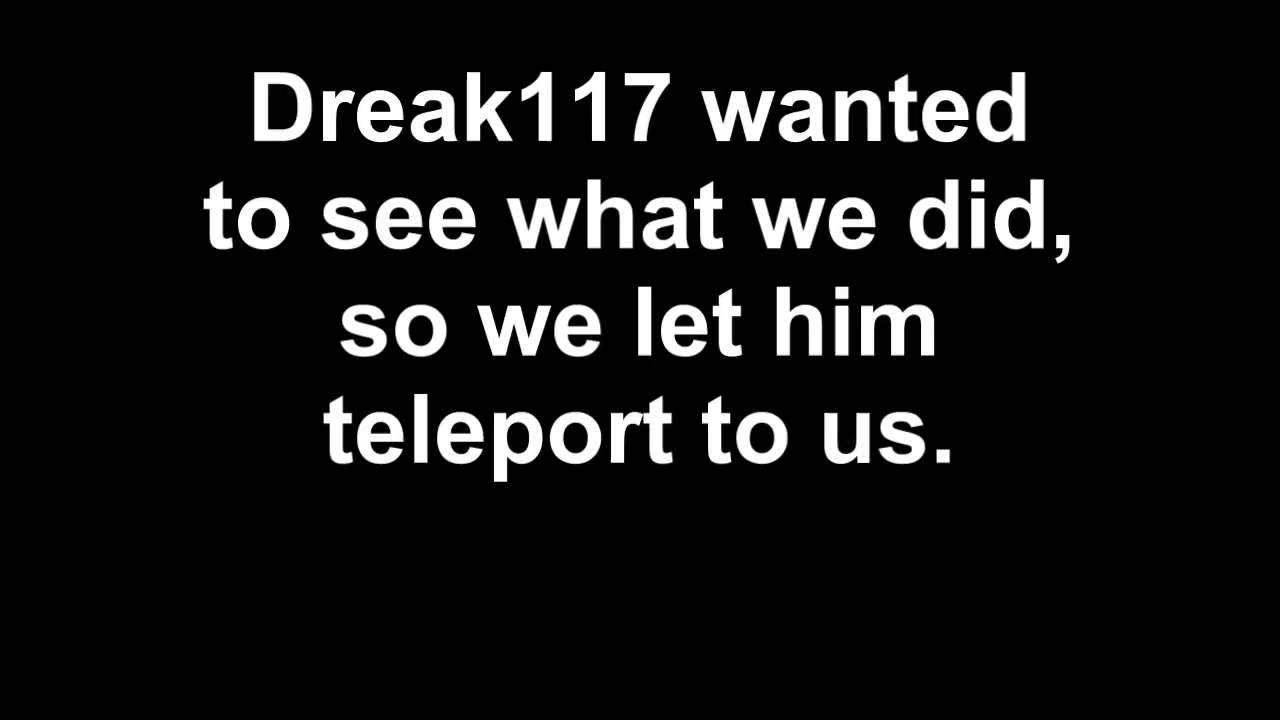 Dreak117 wanted
to see what we did,
so we let him
teleport to us.